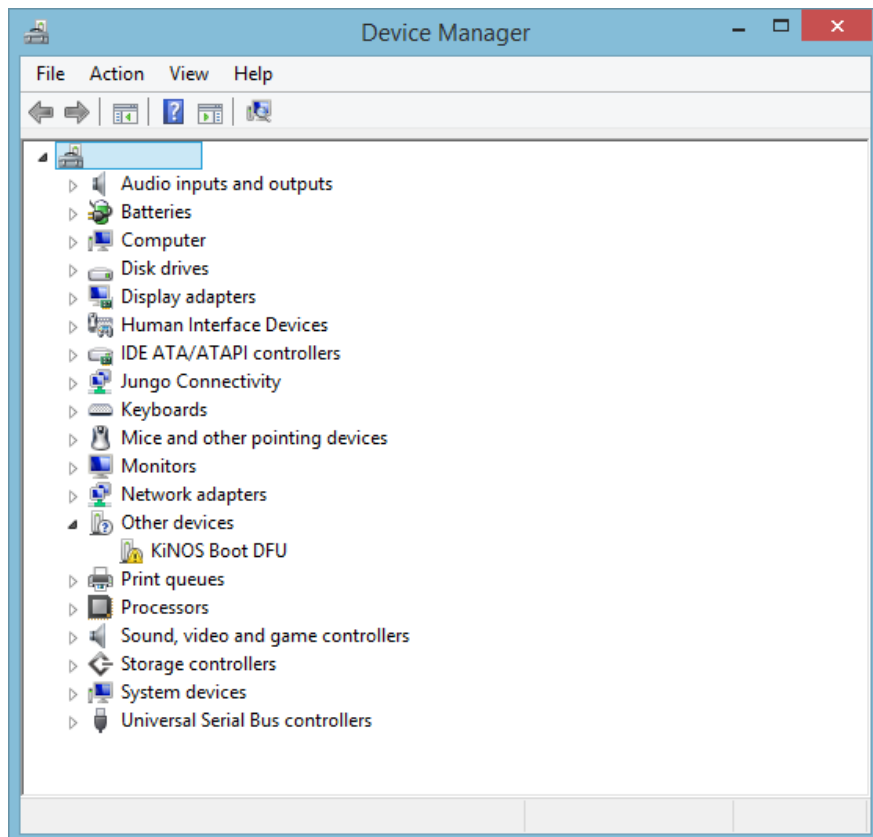 Device Manager
File Action View Help
Audio inputs and outputs
Batteries
Computer
Disk drives
Display adapters
Human Interface Devices
IDE ATA/ATAPI controllers
Jungo Connectivity
Keyboards
Mice and other pointing devices
Monitors
Network adapters
Other devices
KiNOS Boot DFU
Print queues
Processors
Sound, video and game controllers
Storage controllers
System devices
Universal Serial Bus controllers